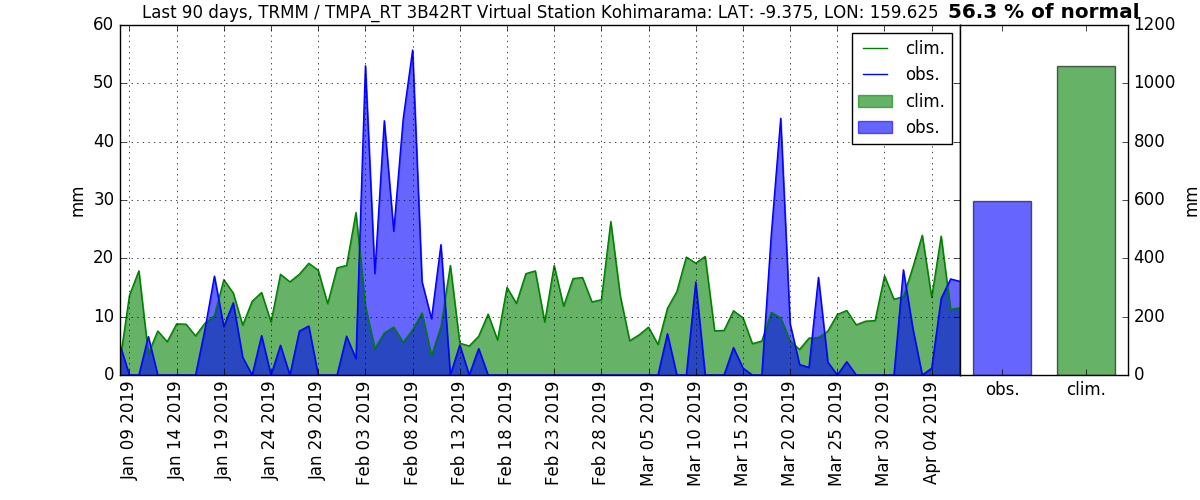 Last 90 days, TRMM / TMPA_RT 3B42RT Virtual Station Kohimarama: LAT: -9.375, LON: 159.625
56.3 % of normal
60
50
40
30
20
10
0
mm
clim.
obs.
clim.
obs.
Jan 09 2019
Jan 14 2019
Jan 19 2019
Jan 24 2019
Jan 29 2019
Feb 03 2019
Feb 08 2019
Feb 13 2019
Feb 18 2019
Feb 23 2019
Feb 28 2019
Mar 05 2019
Mar 10 2019
Mar 15 2019
Mar 20 2019
Mar 25 2019
Mar 30 2019
Apr 04 2019
1200
1000
800
600
400
200
0
mm
obs.
clim.